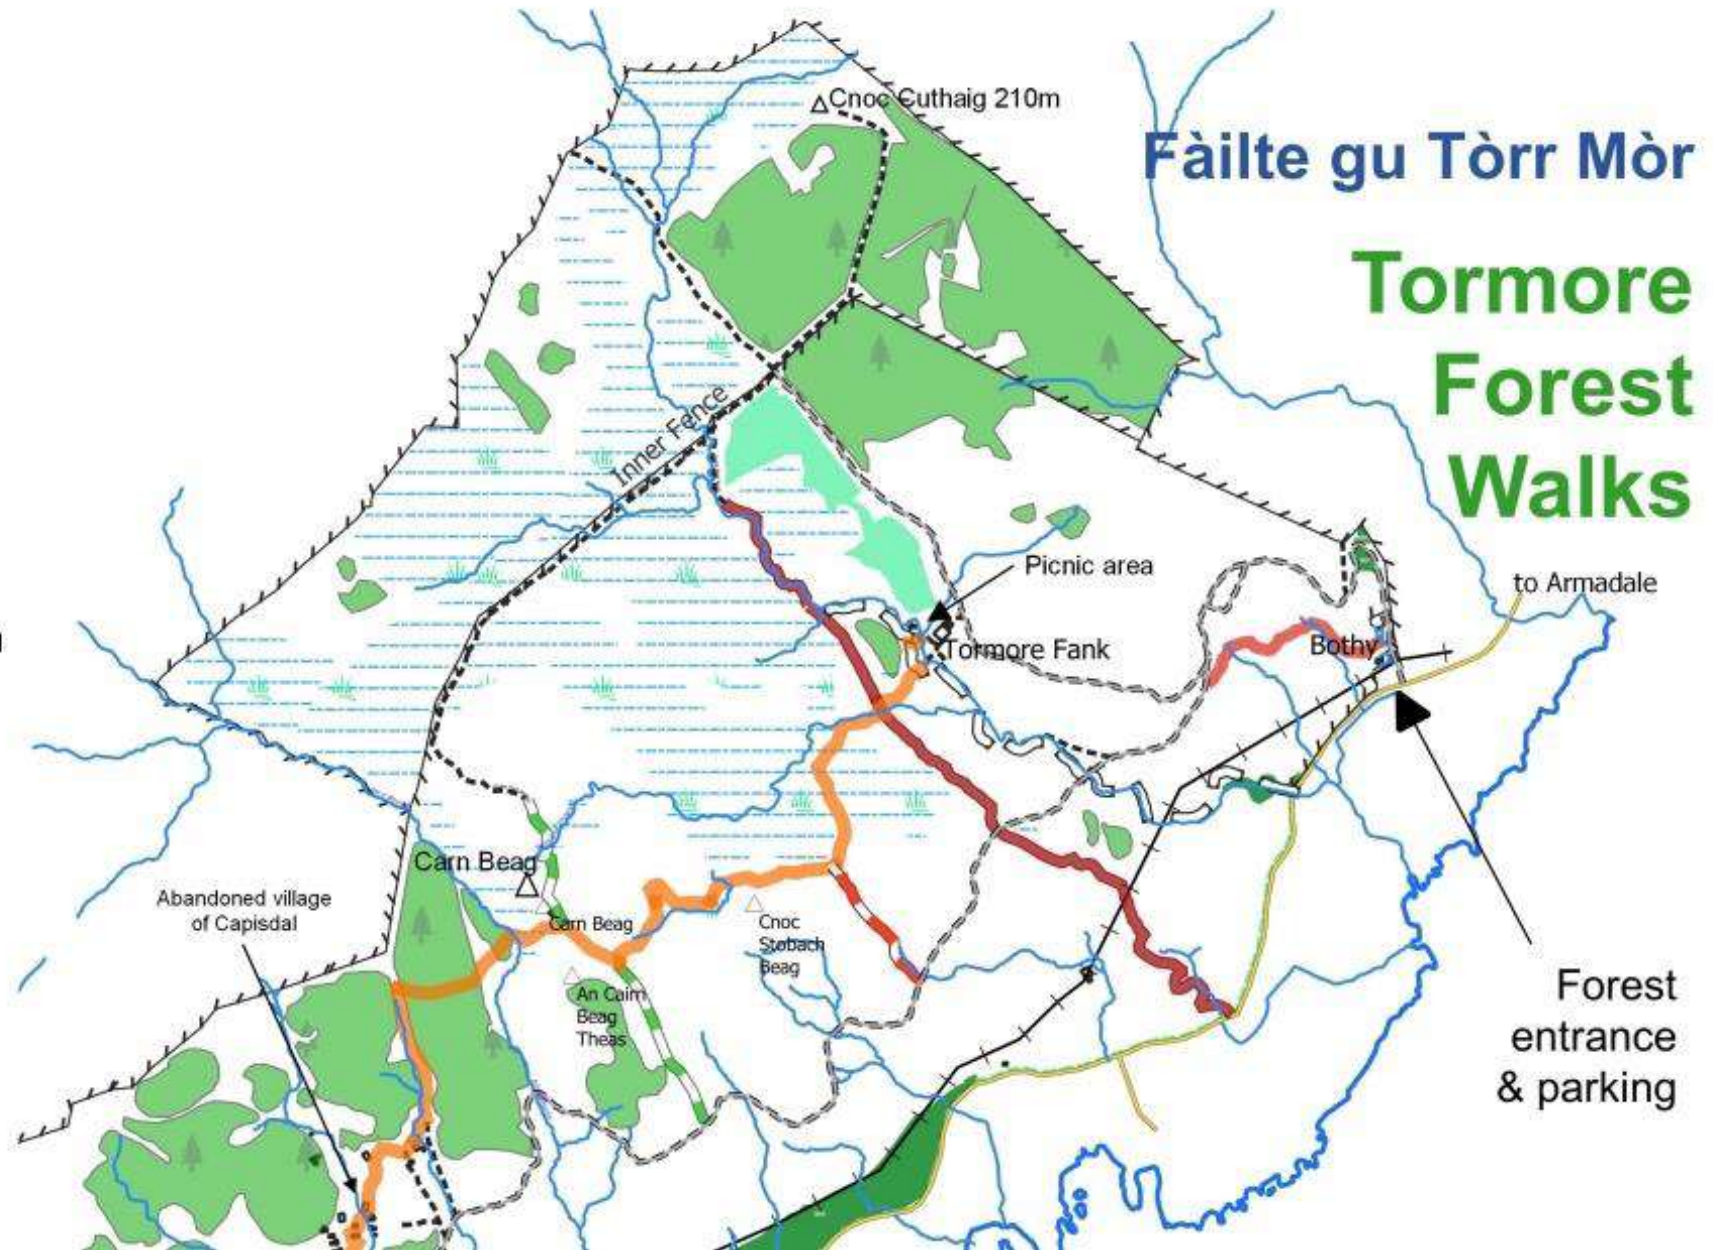 Cnoc Cuthaig 210m
Fàilte gu Tòrr Mòr
Tormore
Forest
Walks
Inner Fence
Picnic area
to Armadale
Tormore Fank
Bothy
Carn Beag
Abandoned village
of Capisdal
Carn Beag
Cnoc
Stobach
Beag
An Cairn
Beag
Theas
Forest
entrance
& parking